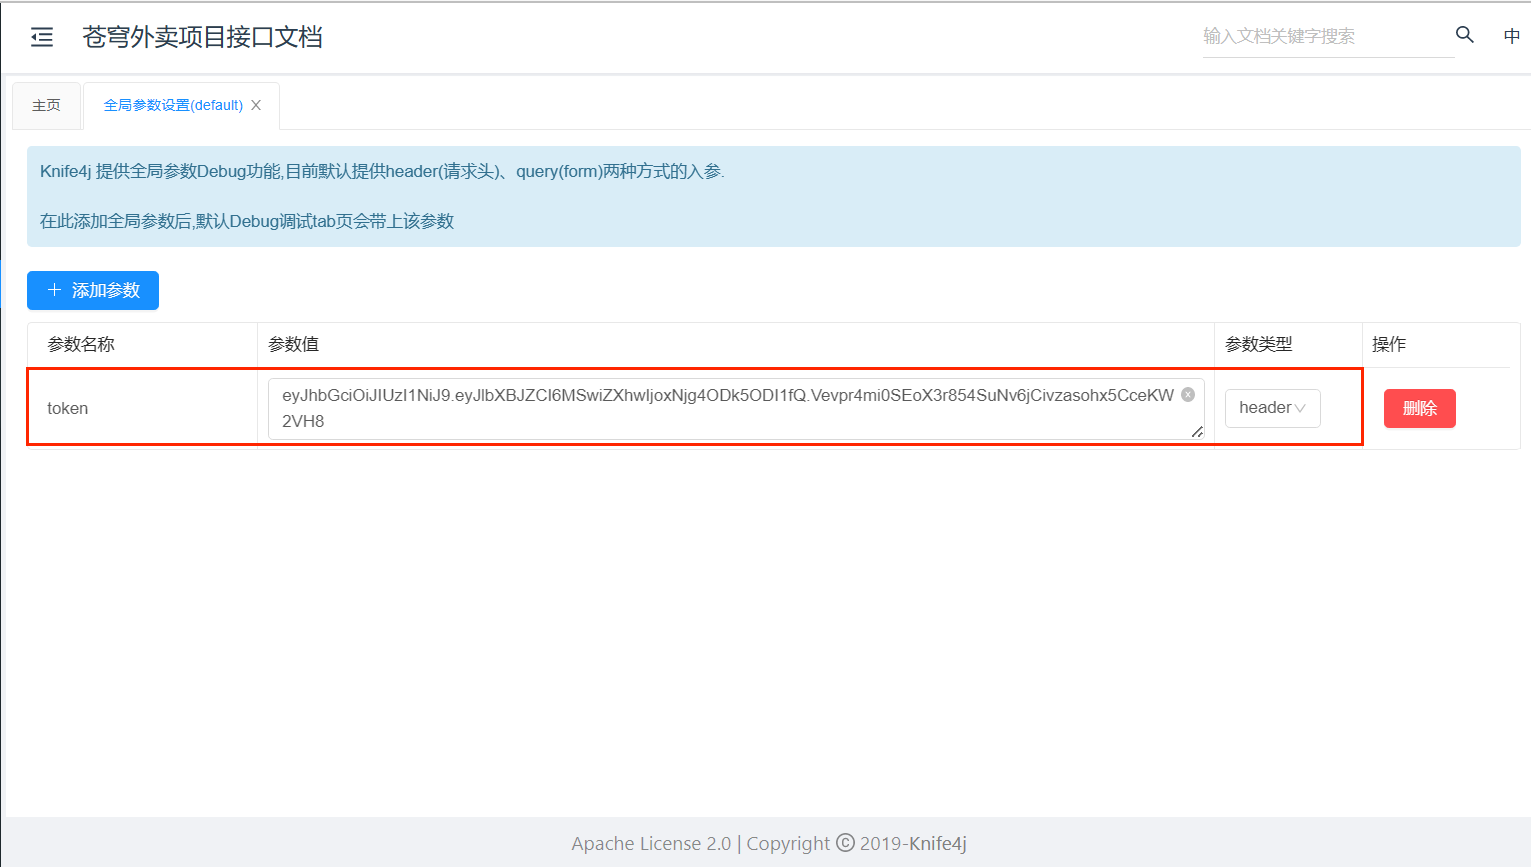 苍穹外卖项目接口文档
输入文档关键字搜索
中
主页
全局参数设置(default)
Knife4j 提供全局参数Debug功能,目前默认提供header(请求头)、query(form)两种方式的入参.
在此添加全局参数后,默认Debug调试tab页会带上该参数
添加参数
参数名称 参数值 参数类型 操作
token
eyJhbGciOiJIUzI1NiJ9.eyJlbXBJZCI6MSwiZXhwIjoxNjg4ODk5ODI1fQ.Vevpr4mi0SEoX3r854SuNv6jCivzasohx5CceKW
2VH8
header
删除
Apache License 2.0 | Copyright © 2019-Knife4j